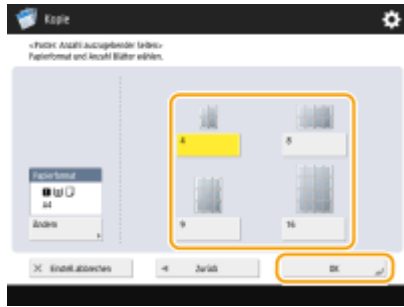 Kopie
<Poster: Anzahl auszugebender Seiten>
Papierformat und Anzahl Blätter wählen.
4
8
Papierformat
A4
Ändern
9
16
Einstell.abbrechen
Zurück
OK